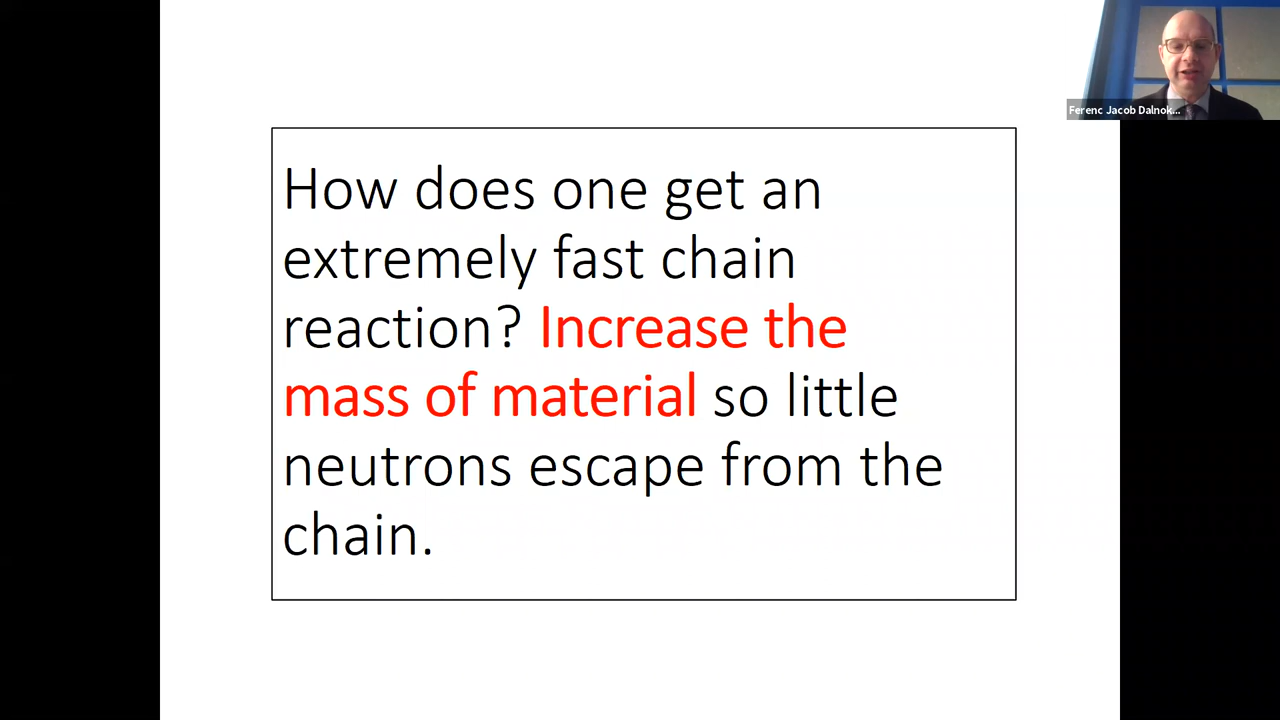 Ferenc Jacob Dalnok...
How does one get an
extremely fast chain
reaction? Increase the
mass of material so little
neutrons escape from the
chain.